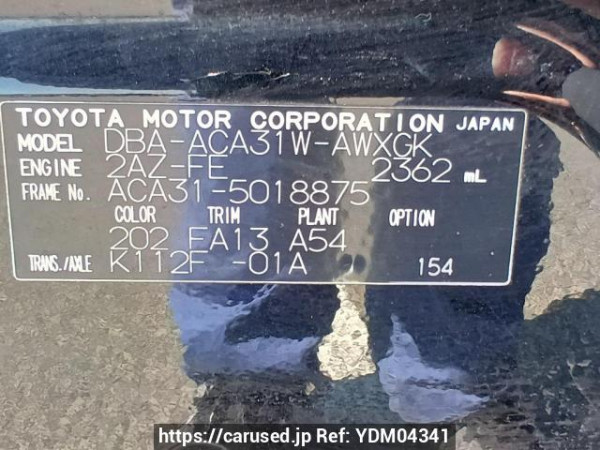 TOYOTA MOTOR CORPORATION JAPAN
MODEL DBA-ACA31W-AWXGK
ENGINE 2AZ-FE 2362 mL
FRAME No. ACA31-5018875
COLOR TRIM PLANT OPTION
202 FA13 A54
TRANS./AXLE K112F -01A 154
https://carused.jp Ref: YDM04341